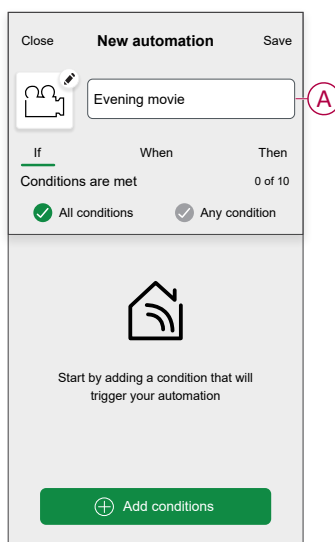 Close New automation Save
Evening movie
A
If When Then
Conditions are met 0 of 10
All conditions Any condition
Start by adding a condition that will
trigger your automation
Add conditions